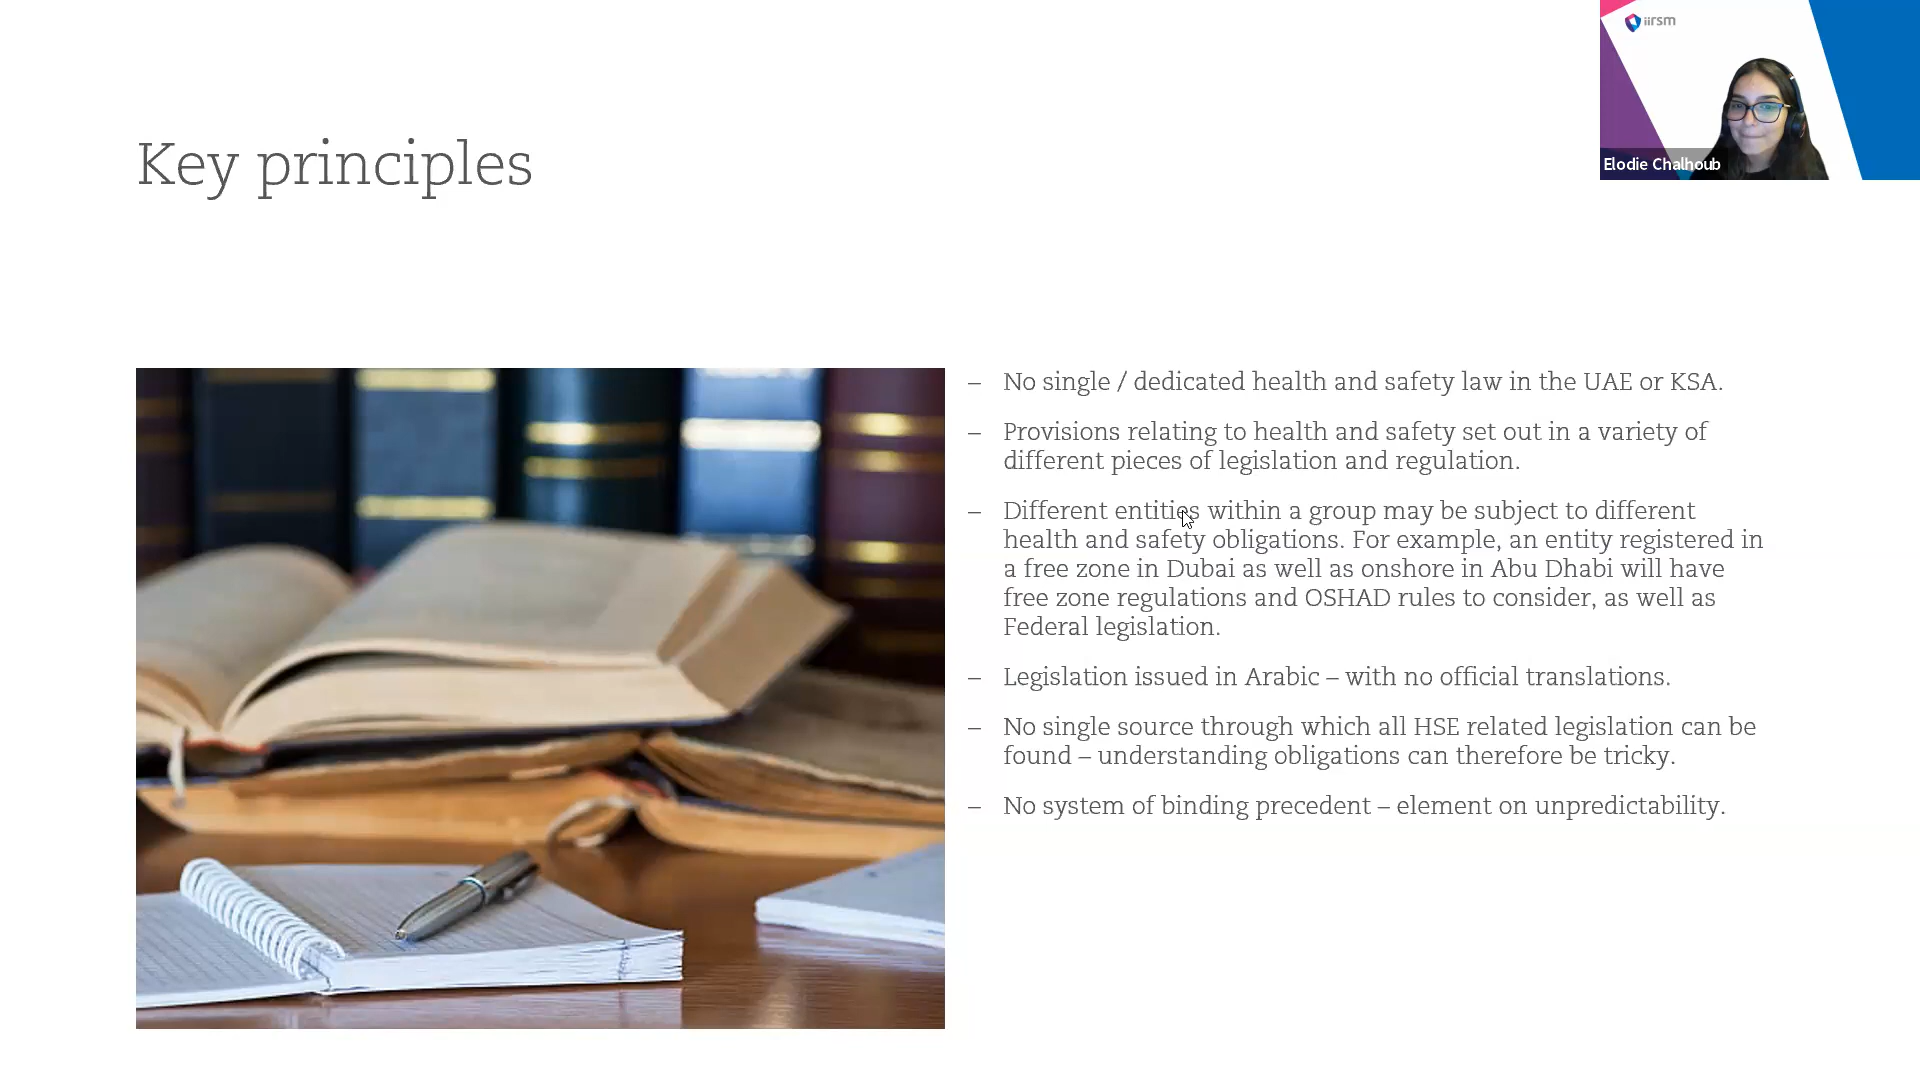 iirsm
Elodie Chalhoub
Key principles
– No single / dedicated health and safety law in the UAE or KSA.
– Provisions relating to health and safety set out in a variety of
different pieces of legislation and regulation.
– Different entities within a group may be subject to different
health and safety obligations. For example, an entity registered in
a free zone in Dubai as well as onshore in Abu Dhabi will have
free zone regulations and OSHAD rules to consider, as well as
Federal legislation.
– Legislation issued in Arabic – with no official translations.
– No single source through which all HSE related legislation can be
found – understanding obligations can therefore be tricky.
– No system of binding precedent – element on unpredictability.